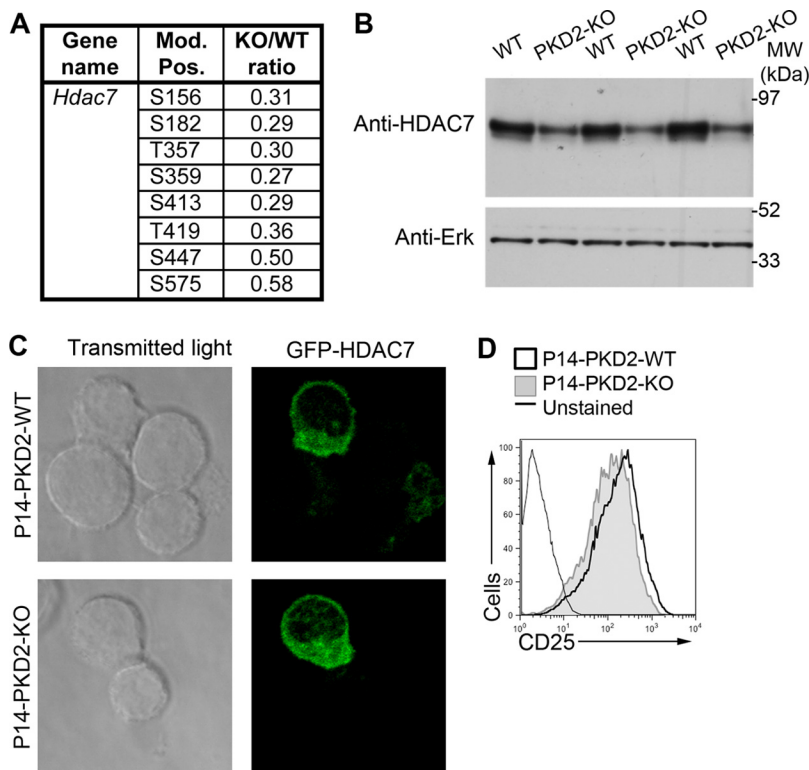 A
Gene name | Mod. Pos. | KO/WT ratio
Hdac7 | S156 | 0.31
S182 | 0.29
T357 | 0.30
S359 | 0.27
S413 | 0.29
T419 | 0.36
S447 | 0.50
S575 | 0.58
B
WT PKD2-KO WT PKD2-KO WT PKD2-KO MW (kDa)
Anti-HDAC7
-97
Anti-Erk
-52
-33
C
Transmitted light GFP-HDAC7
P14-PKD2-WT
P14-PKD2-KO
D
P14-PKD2-WT
P14-PKD2-KO
Unstained
Cells
100
80
60
40
20
0
10⁰ 10¹ 10² 10³ 10⁴
CD25